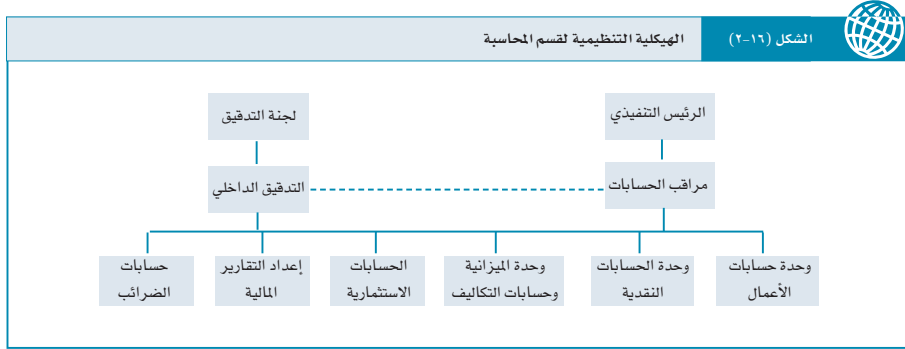 الشكل (١٦-٢)
الهيكلية التنظيمية لقسم المحاسبة
الرئيس التنفيذي
لجنة التدقيق
مراقب الحسابات
التدقيق الداخلي
وحدة حسابات
الأعمال
وحدة الحسابات
النقدية
وحدة الميزانية
وحسابات التكاليف
الحسابات
الاستثمارية
إعداد التقارير
المالية
حسابات
الضرائب